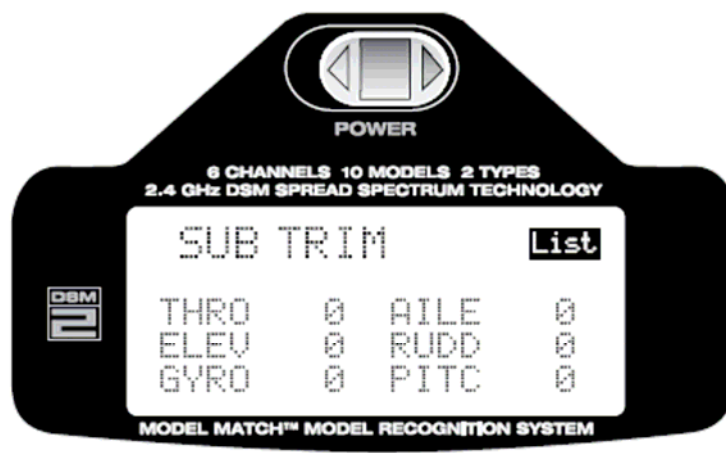 POWER
6 CHANNELS 10 MODELS 2 TYPES
2.4 GHz DSM SPREAD SPECTRUM TECHNOLOGY
SUB TRIM List
DSM
2
THRO 0 AILE 0
ELEV 0 RUDD 0
GYRO 0 PITC 0
MODEL MATCH™ MODEL RECOGNITION SYSTEM